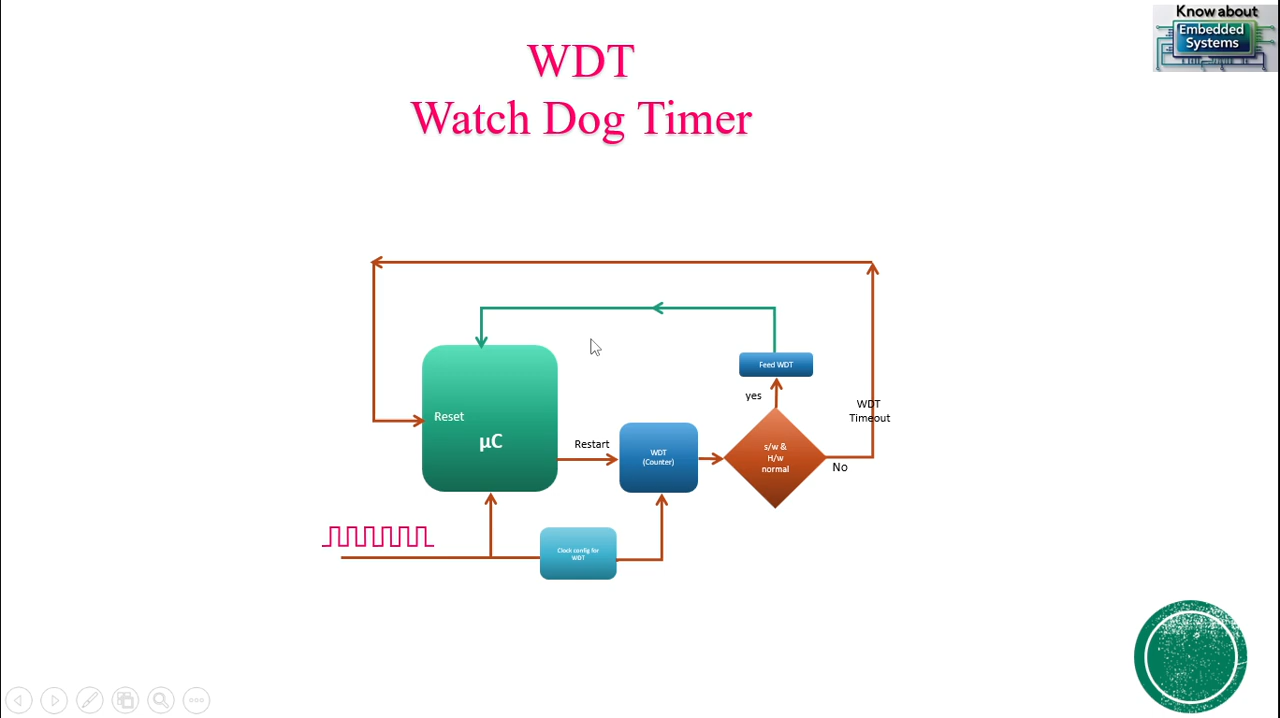 Know about
Embedded
Systems
WDT
Watch Dog Timer
Feed WDT
yes
WDT
Timeout
Reset
µC
Restart
WDT
(Counter)
s/w &
H/w
normal
No
Clock config for
WDT